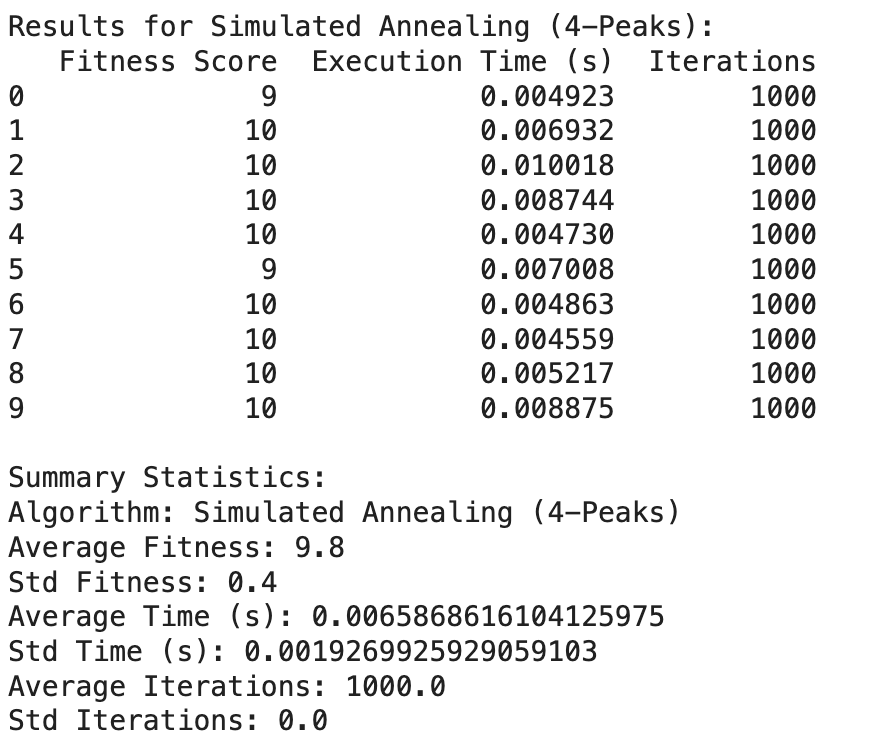 Results for Simulated Annealing (4-Peaks):
Fitness Score Execution Time (s) Iterations
0 9 0.004923 1000
1 10 0.006932 1000
2 10 0.010018 1000
3 10 0.008744 1000
4 10 0.004730 1000
5 9 0.007008 1000
6 10 0.004863 1000
7 10 0.004559 1000
8 10 0.005217 1000
9 10 0.008875 1000
Summary Statistics:
Algorithm: Simulated Annealing (4-Peaks)
Average Fitness: 9.8
Std Fitness: 0.4
Average Time (s): 0.0065868616104125975
Std Time (s): 0.0019269925929059103
Average Iterations: 1000.0
Std Iterations: 0.0